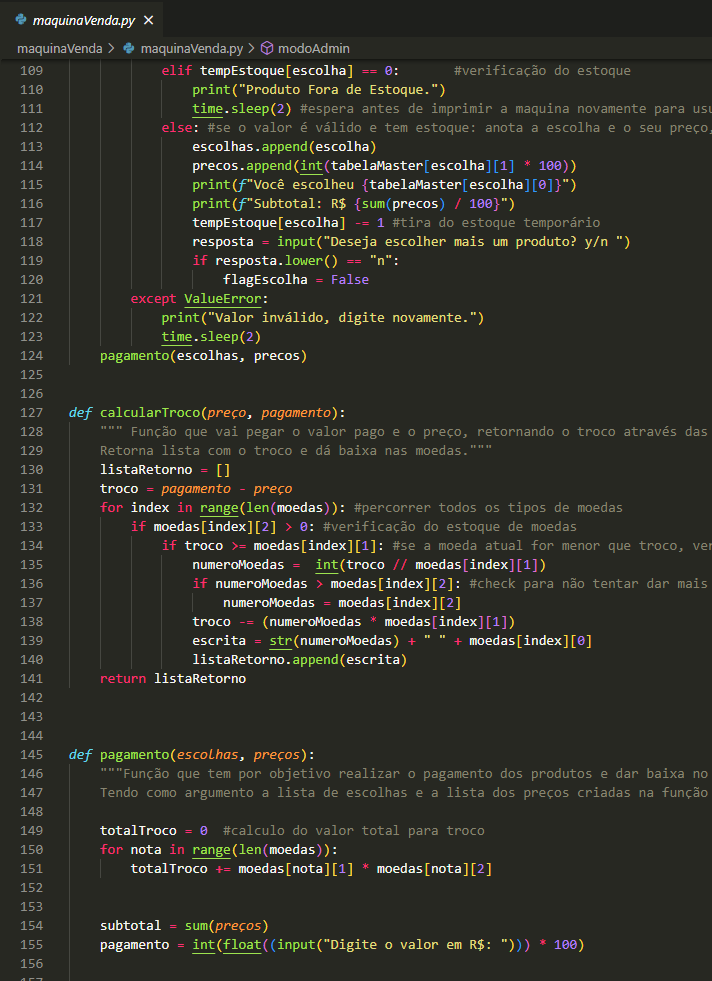 maquinaVenda.py ×
maquinaVenda > maquinaVenda.py > modoAdmin
109 elif tempEstoque[escolha] == 0: #verificação do estoque
110 print("Produto Fora de Estoque.")
111 time.sleep(2) #espera antes de imprimir a maquina novamente para usu
112 else: #se o valor é válido e tem estoque: anota a escolha e o seu preço,
113 escolhas.append(escolha)
114 precos.append(int(tabelaMaster[escolha][1] * 100))
115 print(f"Você escolheu {tabelaMaster[escolha][0]}")
116 print(f"Subtotal: R$ {sum(precos) / 100}")
117 tempEstoque[escolha] -= 1 #tira do estoque temporário
118 resposta = input("Deseja escolher mais um produto? y/n ")
119 if resposta.lower() == "n":
120 flagEscolha = False
121 except ValueError:
122 print("Valor inválido, digite novamente.")
123 time.sleep(2)
124 pagamento(escolhas, precos)
125
126
127 def calcularTroco(preço, pagamento):
128 """ Função que vai pegar o valor pago e o preço, retornando o troco através das
129 Retorna lista com o troco e dá baixa nas moedas."""
130 listaRetorno = []
131 troco = pagamento - preço
132 for index in range(len(moedas)): #percorrer todos os tipos de moedas
133 if moedas[index][2] > 0: #verificação do estoque de moedas
134 if troco >= moedas[index][1]: #se a moeda atual for menor que troco, ver
135 numeroMoedas =  int(troco // moedas[index][1])
136 if numeroMoedas > moedas[index][2]: #check para não tentar dar mais
137 numeroMoedas = moedas[index][2]
138 troco -= (numeroMoedas * moedas[index][1])
139 escrita = str(numeroMoedas) + " " + moedas[index][0]
140 listaRetorno.append(escrita)
141 return listaRetorno
142
143
144
145 def pagamento(escolhas, preços):
146 """Função que tem por objetivo realizar o pagamento dos produtos e dar baixa no
147 Tendo como argumento a lista de escolhas e a lista dos preços criadas na função
148
149 totalTroco = 0  #calculo do valor total para troco
150 for nota in range(len(moedas)):
151 totalTroco += moedas[nota][1] * moedas[nota][2]
152
153
154 subtotal = sum(preços)
155 pagamento = int(float((input("Digite o valor em R$: "))) * 100)
156